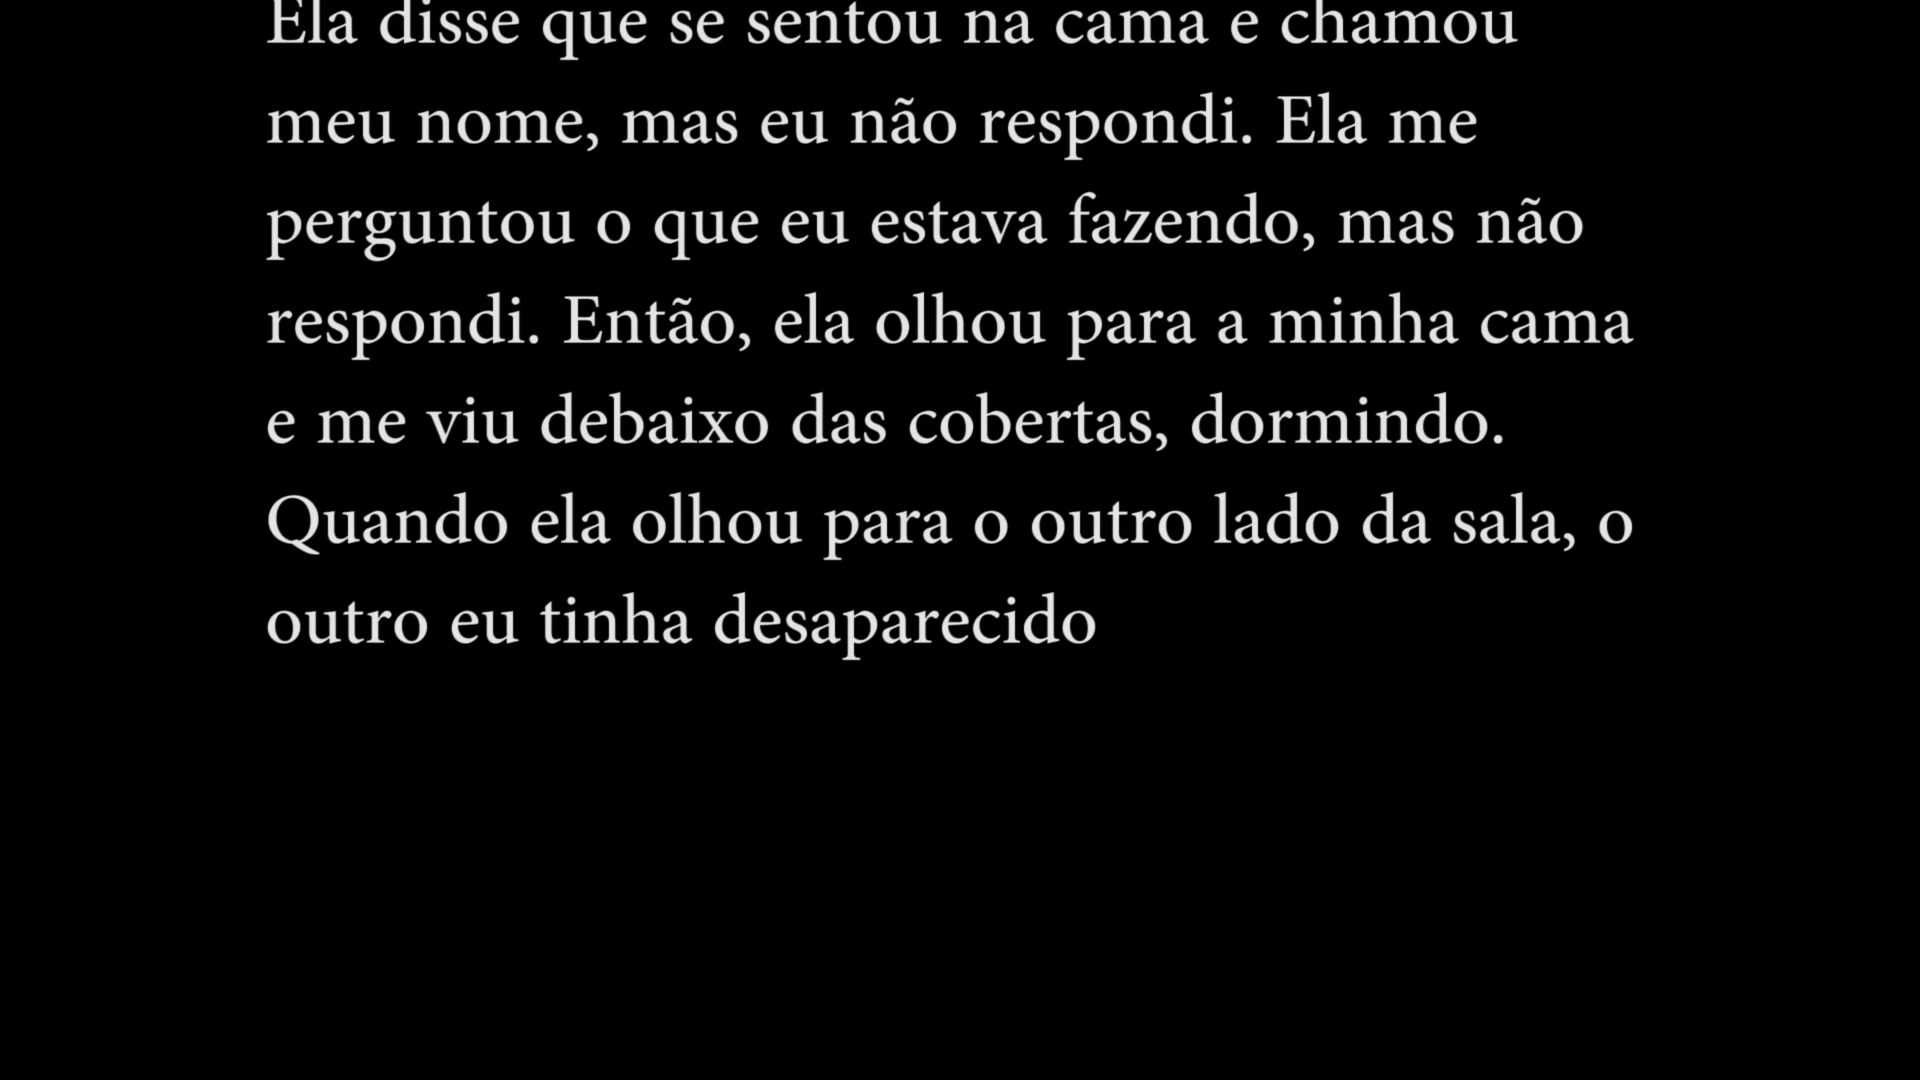 Ela disse que se sentou na cama e chamou
meu nome, mas eu não respondi. Ela me
perguntou o que eu estava fazendo, mas não
respondi. Então, ela olhou para a minha cama
e me viu debaixo das cobertas, dormindo.
Quando ela olhou para o outro lado da sala, o
outro eu tinha desaparecido